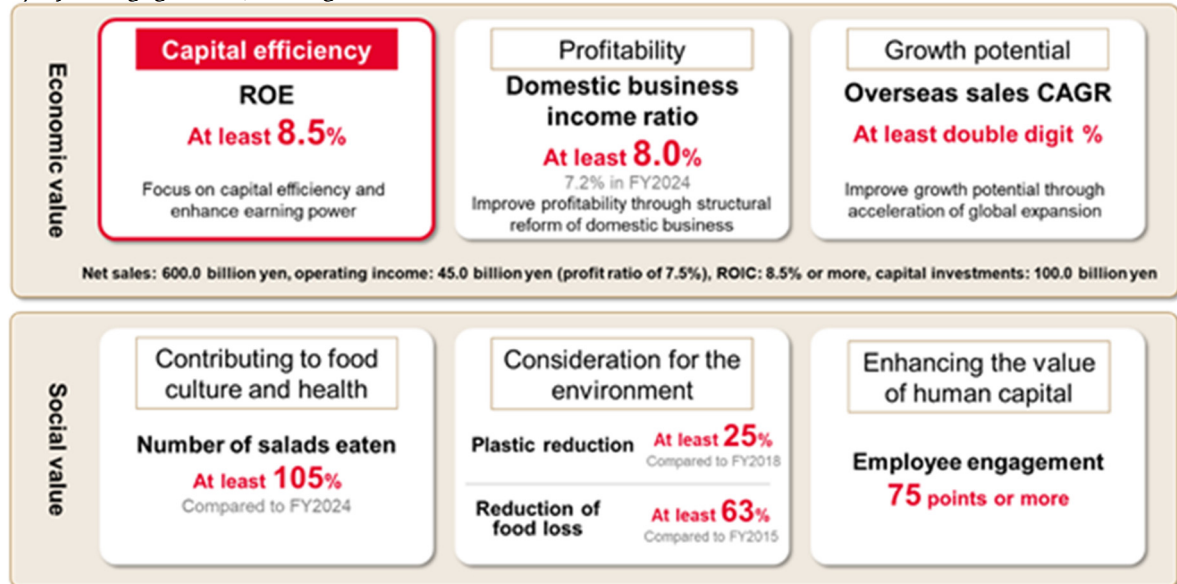 Economic value
Capital efficiency
ROE
At least 8.5%
Focus on capital efficiency and
enhance earning power
Profitability
Domestic business
income ratio
At least 8.0%
7.2% in FY2024
Improve profitability through structural
reform of domestic business
Growth potential
Overseas sales CAGR
At least double digit %
Improve growth potential through
acceleration of global expansion
Net sales: 600.0 billion yen, operating income: 45.0 billion yen (profit ratio of 7.5%), ROIC: 8.5% or more, capital investments: 100.0 billion yen
Social value
Contributing to food
culture and health
Number of salads eaten
At least 105%
Compared to FY2024
Consideration for the
environment
Plastic reduction
At least 25%
Compared to FY2018
Reduction of
food loss
At least 63%
Compared to FY2015
Enhancing the value
of human capital
Employee engagement
75 points or more